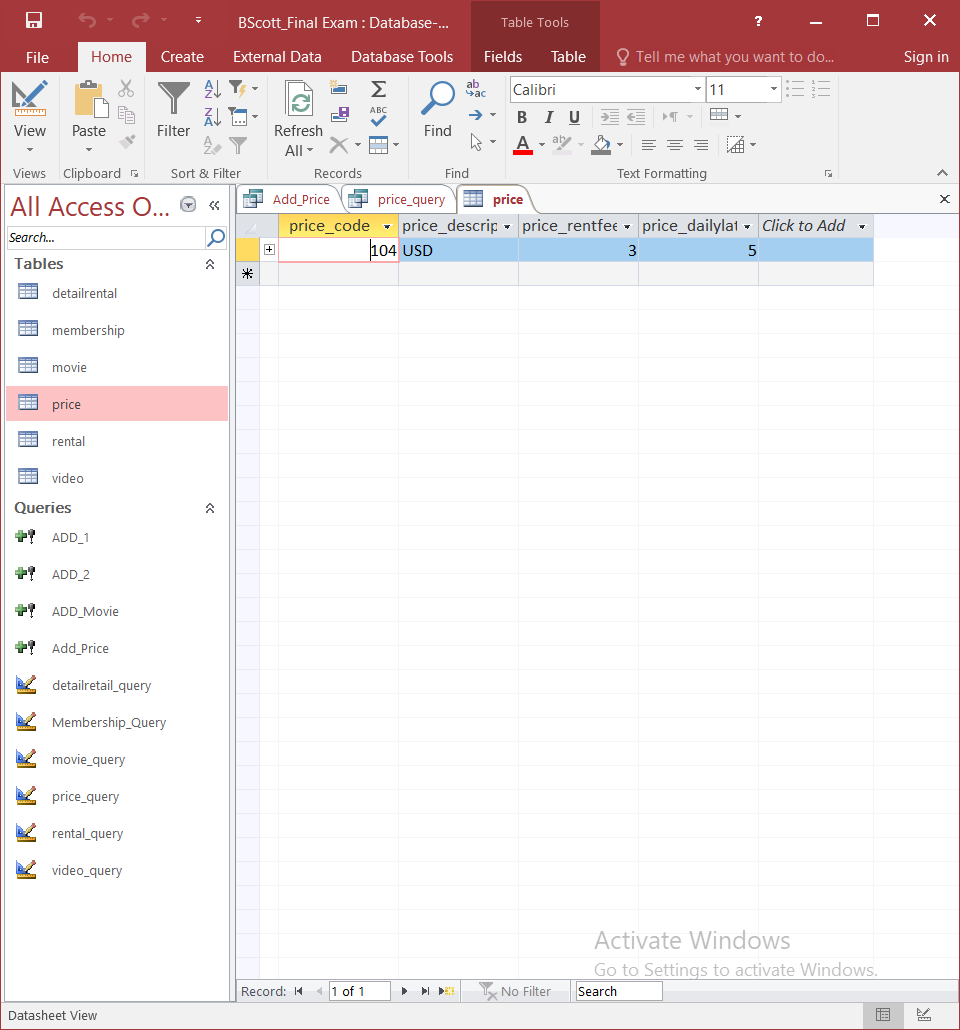 BScott_Final Exam : Database-...
Table Tools
?
File
Home
Create
External Data
Database Tools
Fields
Table
Tell me what you want to do...
Sign in
View
Paste
Filter
Refresh
All
Find
ABC
ab
ac
Calibri
11
B I U
A
ab
Views
Clipboard
Sort & Filter
Records
Find
Text Formatting
All Access O...
Search...
Tables
detailrental
membership
movie
price
rental
video
Queries
ADD_1
ADD_2
ADD_Movie
Add_Price
detailretail_query
Membership_Query
movie_query
price_query
rental_query
video_query
Add_Price
price_query
price
price_code
price_descrip
price_rentfee
price_dailylat
Click to Add
104
USD
3
5
Activate Windows
Go to Settings to activate Windows.
Record:
1 of 1
No Filter
Search
Datasheet View